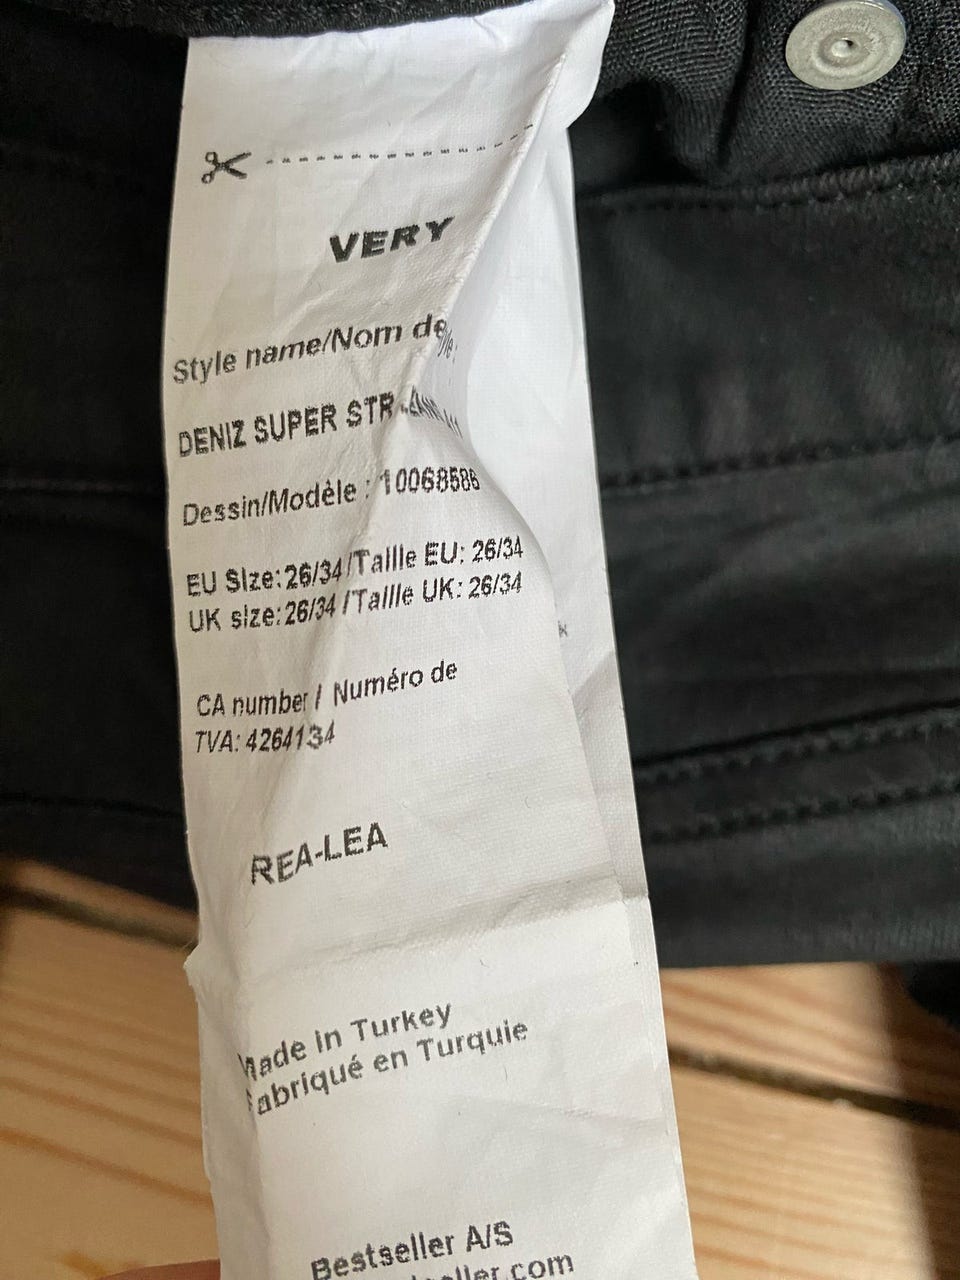 VERY
Style name/Nom de
DENIZ SUPER STR
Dessin/Modèle : 10068586
EU Size: 26/34 /Taille EU: 26/34
UK size: 26/34 /Taille UK: 26/34
CA number / Numéro de
TVA: 4264134
REA-LEA
Made in Turkey
Fabriqué en Turquie
Bestseller A/S